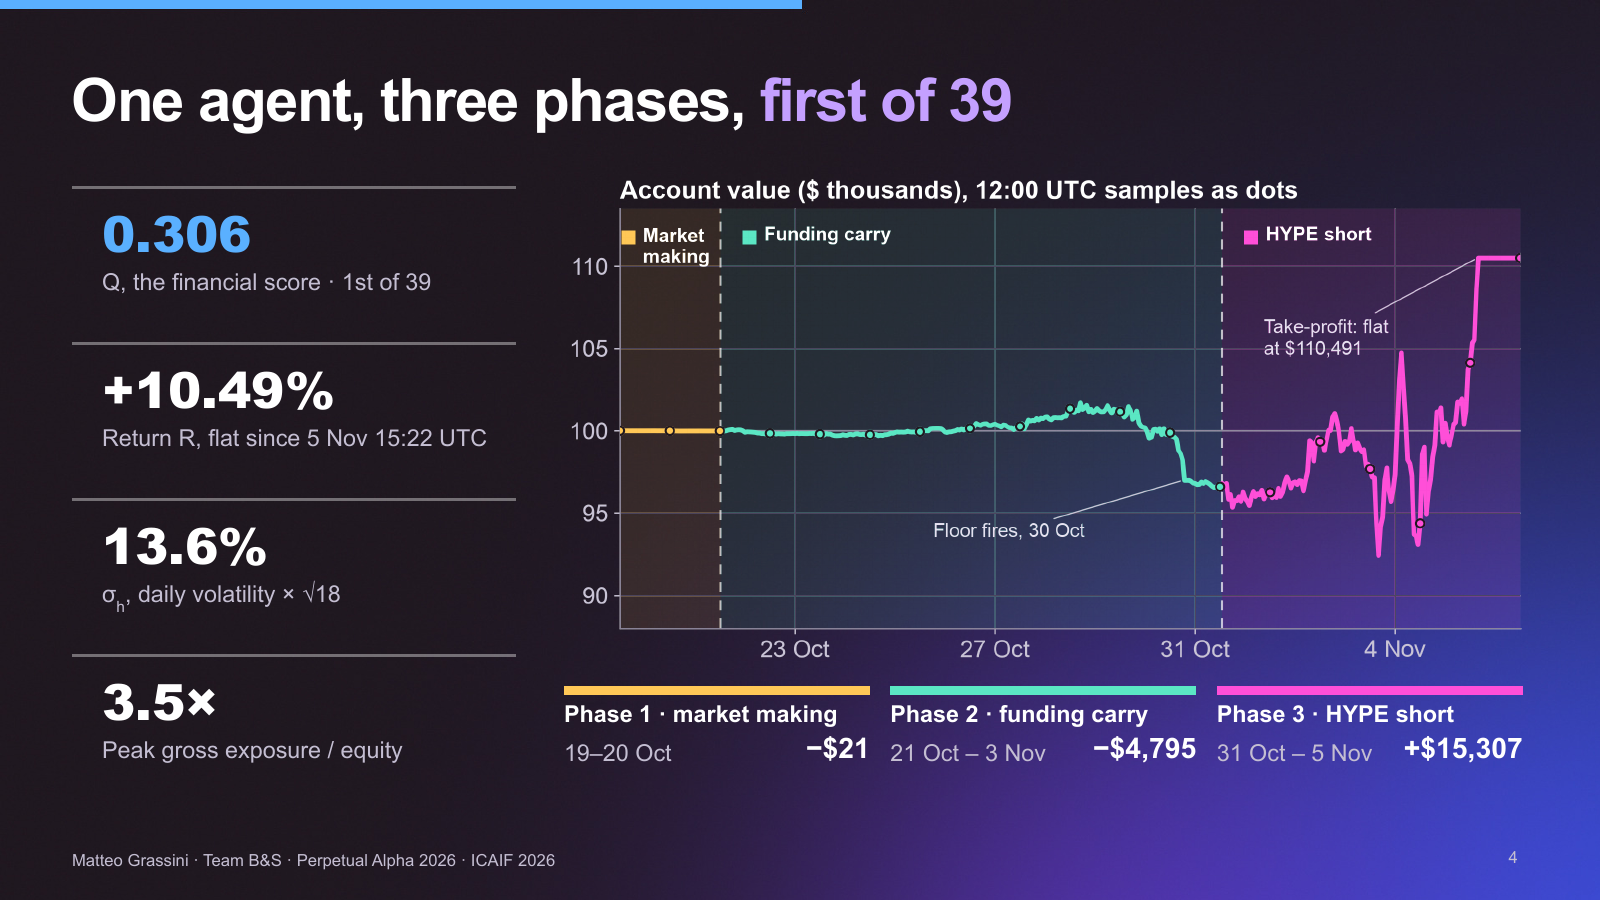 One agent, three phases, first of 39
0.306
Q, the financial score · 1st of 39
+10.49%
Return R, flat since 5 Nov 15:22 UTC
13.6%
σh, daily volatility × √18
3.5×
Peak gross exposure / equity
Account value ($ thousands), 12:00 UTC samples as dots
Market
making
Funding carry
HYPE short
110
105
100
95
90
Take-profit: flat
at $110,491
Floor fires, 30 Oct
23 Oct
27 Oct
31 Oct
4 Nov
Phase 1 · market making
19–20 Oct
−$21
Phase 2 · funding carry
21 Oct – 3 Nov
−$4,795
Phase 3 · HYPE short
31 Oct – 5 Nov
+$15,307
Matteo Grassini · Team B&S · Perpetual Alpha 2026 · ICAIF 2026
4